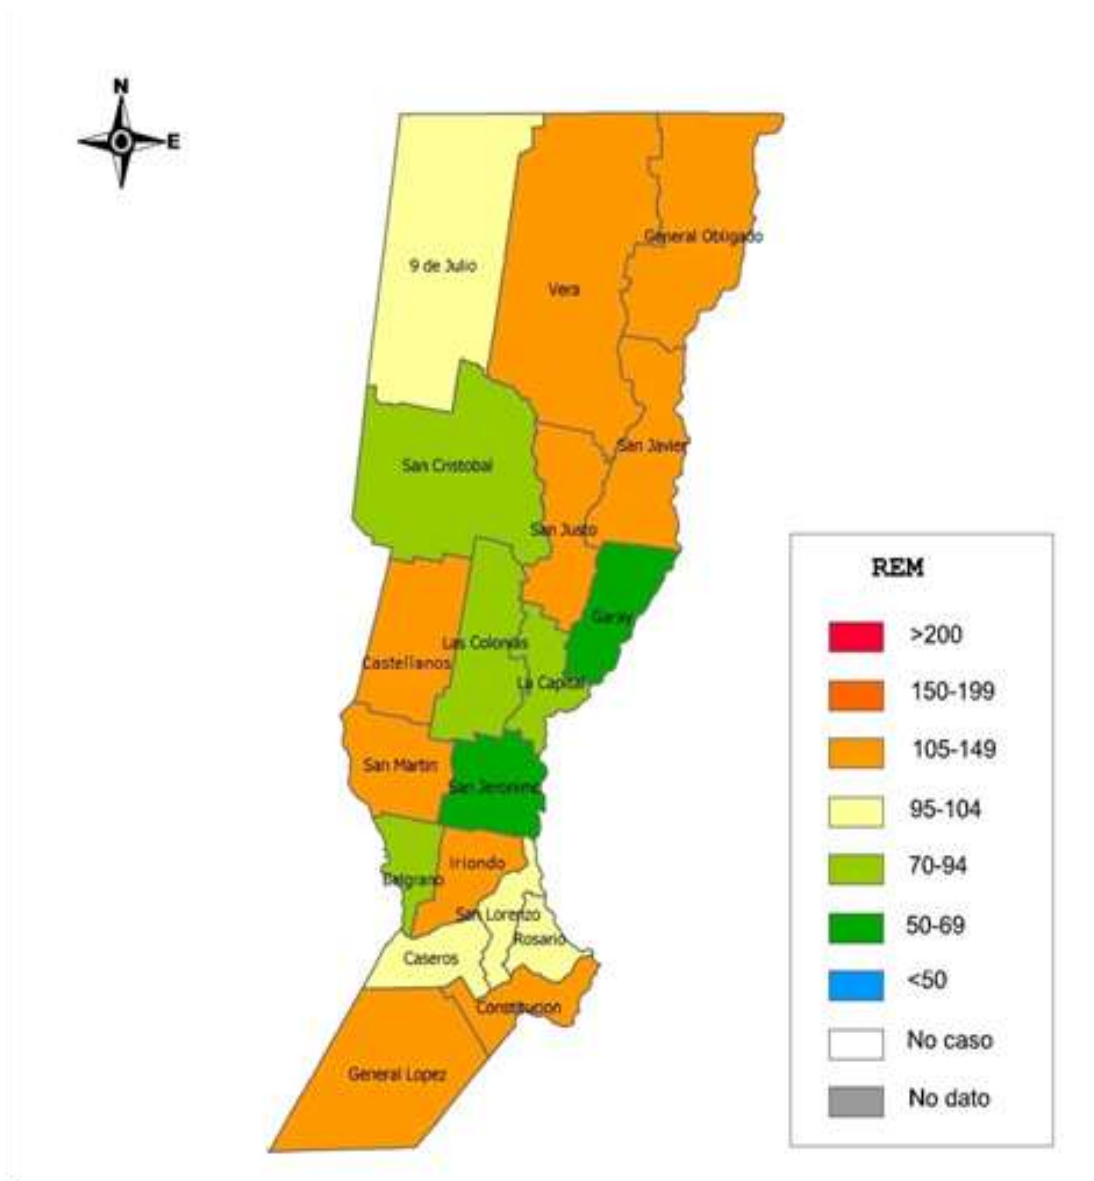 N
E
9 de Julio
Vera
General Obligado
San Cristobal
San Javier
San Justo
Garay
Las Colonias
Castellanos
La Capital
San Martin
San Jeronimo
Iriondo
Belgrano
San Lorenzo
Rosario
Caseros
Constitucion
General Lopez
REM
>200
150-199
105-149
95-104
70-94
50-69
<50
No caso
No dato